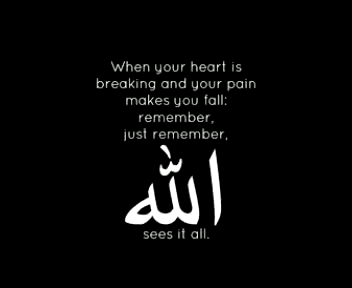 When your heart is
breaking and your pain
makes you fall:
remember,
just remember,
الله
sees it all.